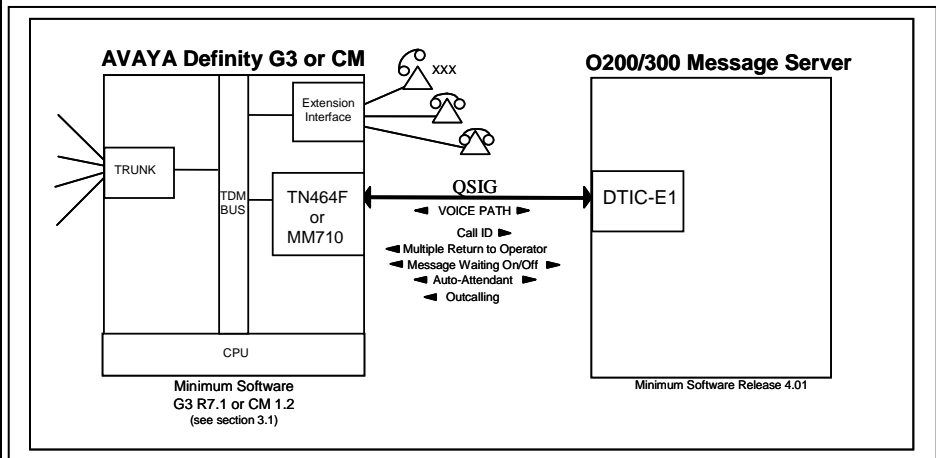 AVAYA Definity G3 or CM
O200/300 Message Server
xxx
Extension
Interface
TRUNK
TDM
BUS
TN464F
or
MM710
QSIG
VOICE PATH
Call ID
Multiple Return to Operator
Message Waiting On/Off
Auto-Attendant
Outcalling
DTIC-E1
CPU
Minimum Software
G3 R7.1 or CM 1.2
(see section 3.1)
Minimum Software Release 4.01